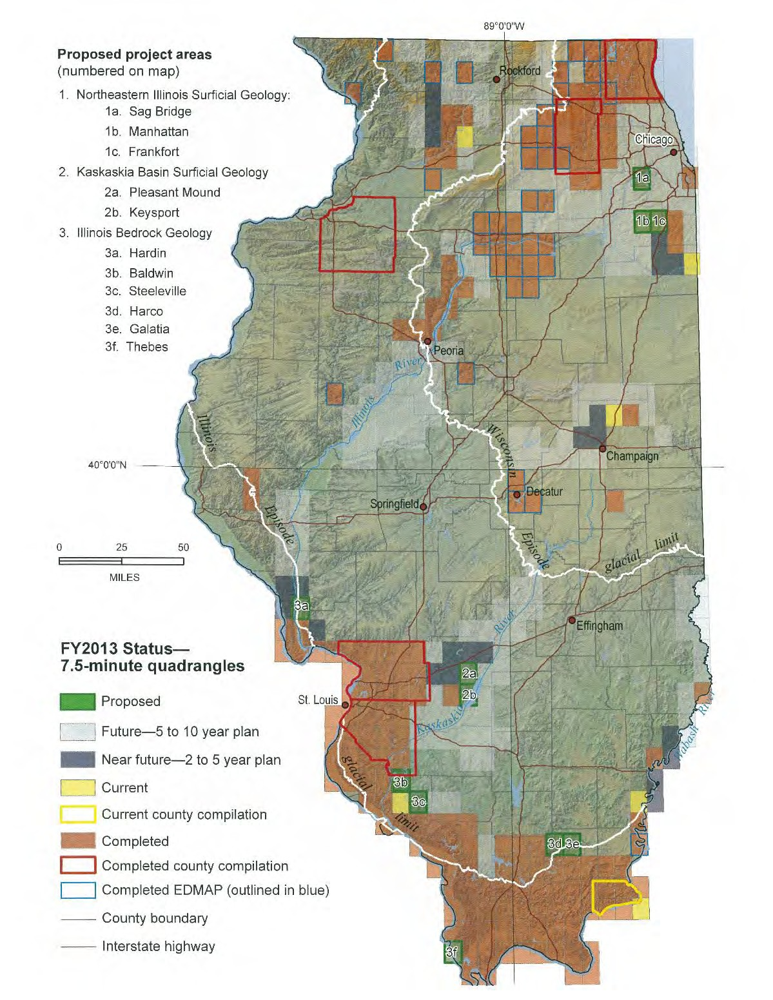 89°0'0"W
Proposed project areas
(numbered on map)
1. Northeastern Illinois Surficial Geology:
1a. Sag Bridge
1b. Manhattan
1c. Frankfort
2. Kaskaskia Basin Surficial Geology
2a. Pleasant Mound
2b. Keysport
3. Illinois Bedrock Geology
3a. Hardin
3b. Baldwin
3c. Steeleville
3d. Harco
3e. Galatia
3f. Thebes
Rockford
Chicago
1a
1b 1c
Peoria
River
Illinois
Illinois
Episode
Wisconsin
Episode
glacial limit
40°0'0"N
Champaign
Decatur
Springfield
0 25 50
MILES
3a
River
Effingham
2a
2b
Kaskaskia
St. Louis
Wabash River
glacial
limit
3b
3c
3d 3e
3f
FY2013 Status—
7.5-minute quadrangles
Proposed
Future—5 to 10 year plan
Near future—2 to 5 year plan
Current
Current county compilation
Completed
Completed county compilation
Completed EDMAP (outlined in blue)
County boundary
Interstate highway